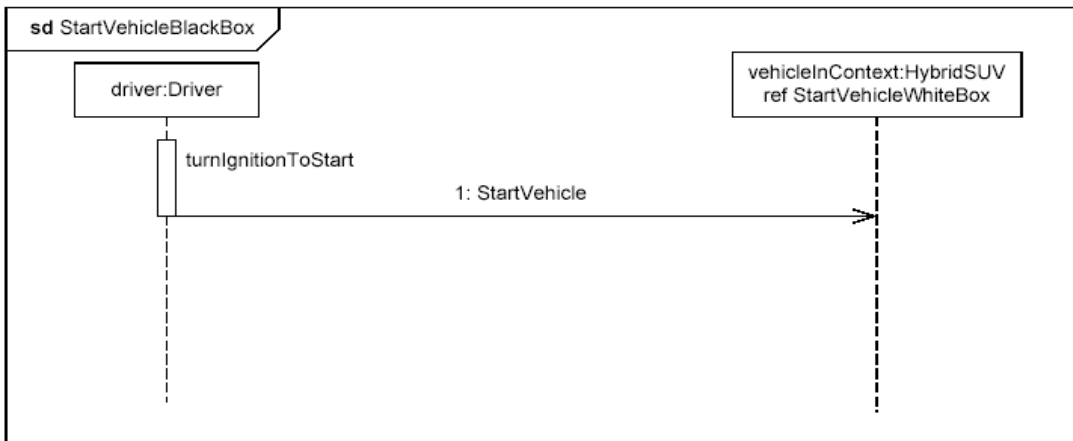 sd StartVehicleBlackBox
driver:Driver
vehicleInContext:HybridSUV
ref StartVehicleWhiteBox
turnIgnitionToStart
1: StartVehicle